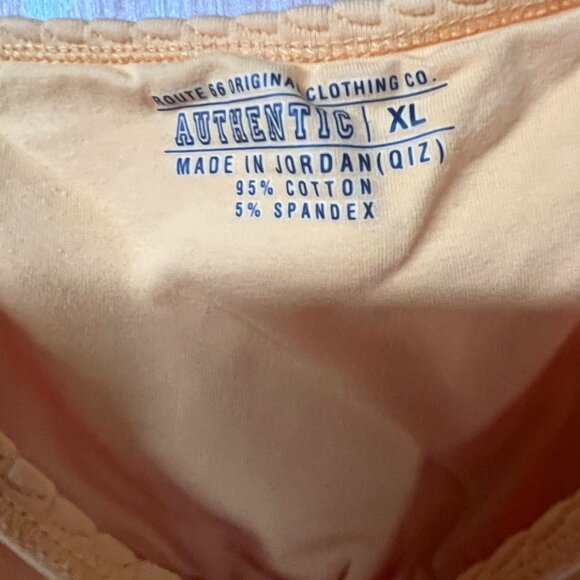 ROUTE 66 ORIGINAL CLOTHING CO.
AUTHENTIC | XL
MADE IN JORDAN(QIZ)
95% COTTON
5% SPANDEX